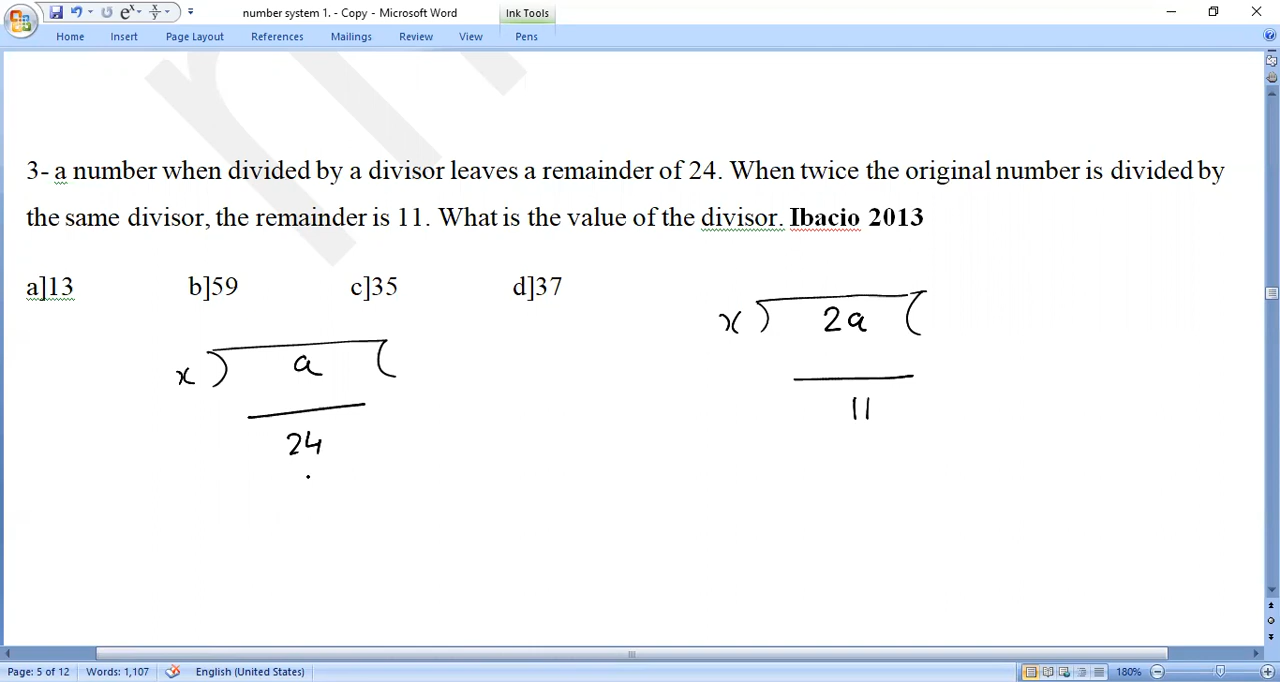 number system 1. - Copy - Microsoft Word
Ink Tools
Home Insert Page Layout References Mailings Review View Pens
3- a number when divided by a divisor leaves a remainder of 24. When twice the original number is divided by
the same divisor, the remainder is 11. What is the value of the divisor. Ibacio 2013
a]13 b]59 c]35 d]37
x ) 2a (
11
x ) a (
24
Page: 5 of 12 Words: 1,107 English (United States) 180%